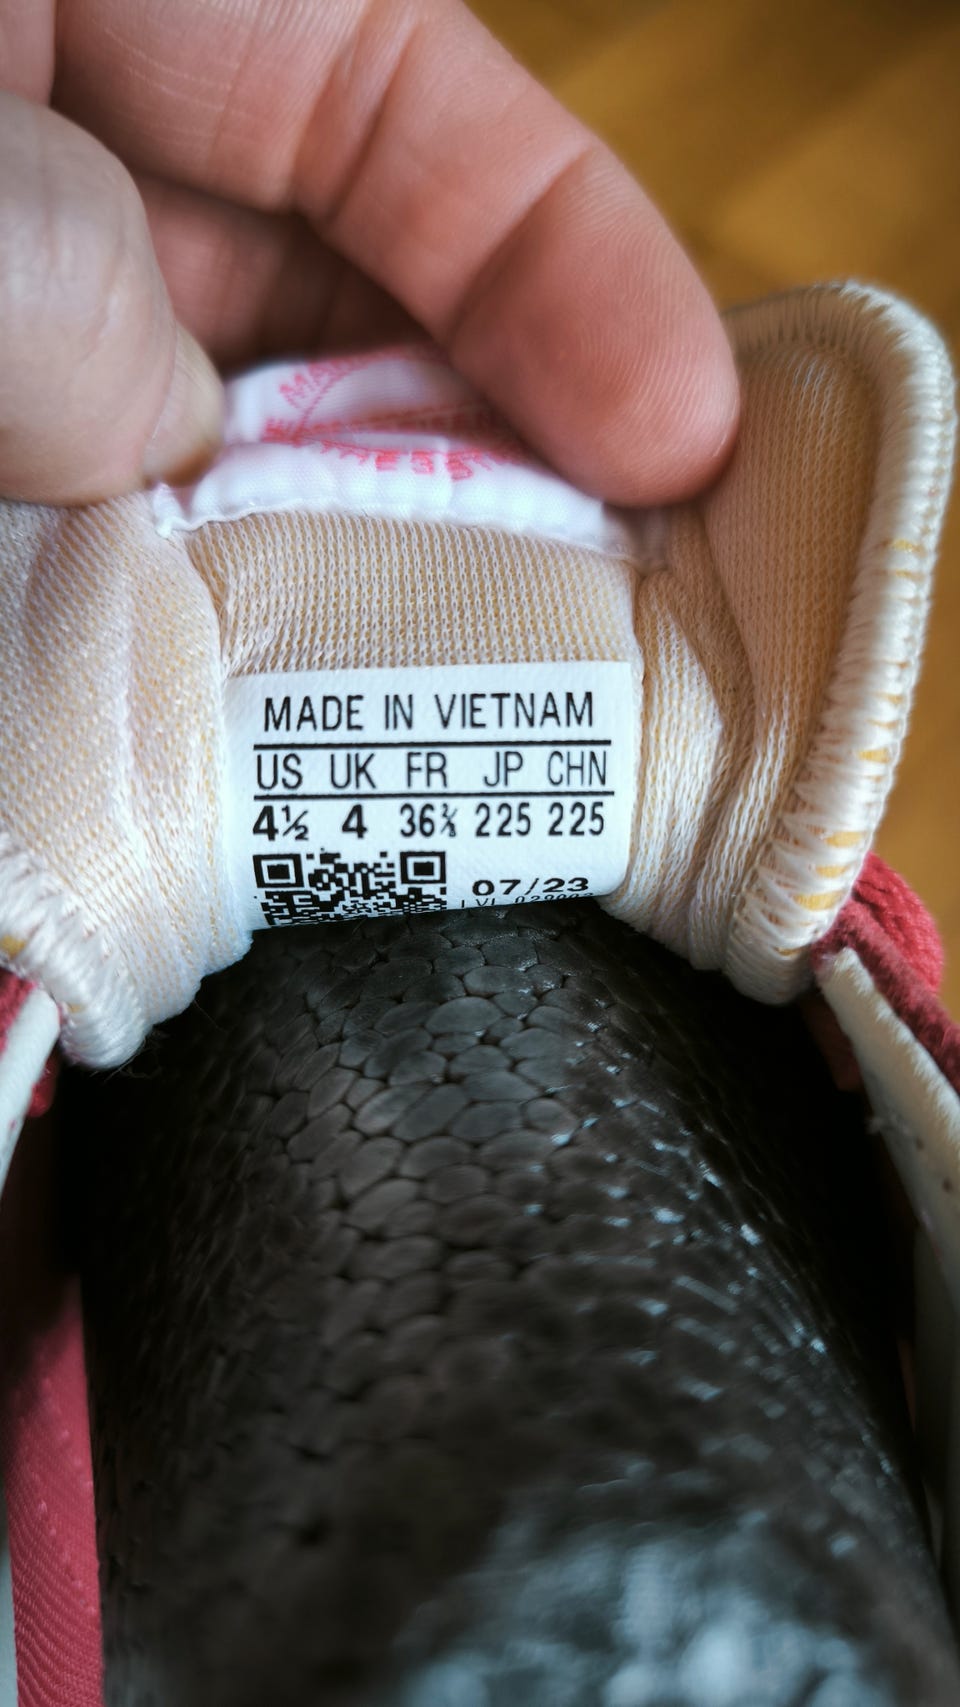 MADE IN VIETNAM
US UK FR JP CHN
4½ 4 36⅔ 225 225
07/23